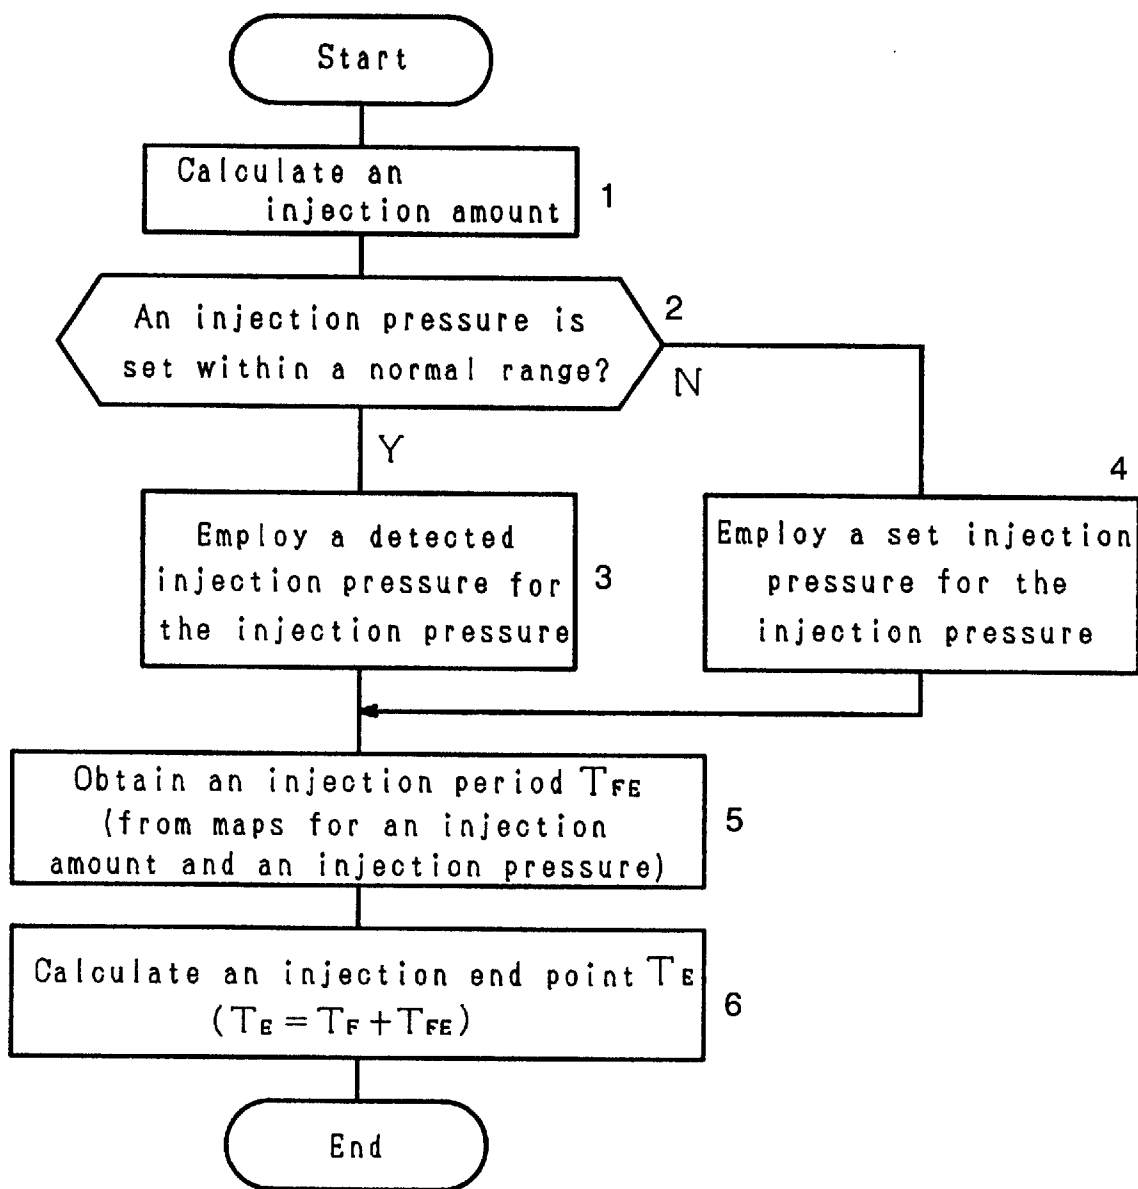 Start
Calculate an
injection amount
1
An injection pressure is
set within a normal range?
2
N
Y
Employ a detected
injection pressure for
the injection pressure
3
4
Employ a set injection
pressure for the
injection pressure
Obtain an injection period TFE
(from maps for an injection
amount and an injection pressure)
5
Calculate an injection end point TE
(TE = TF + TFE)
6
End